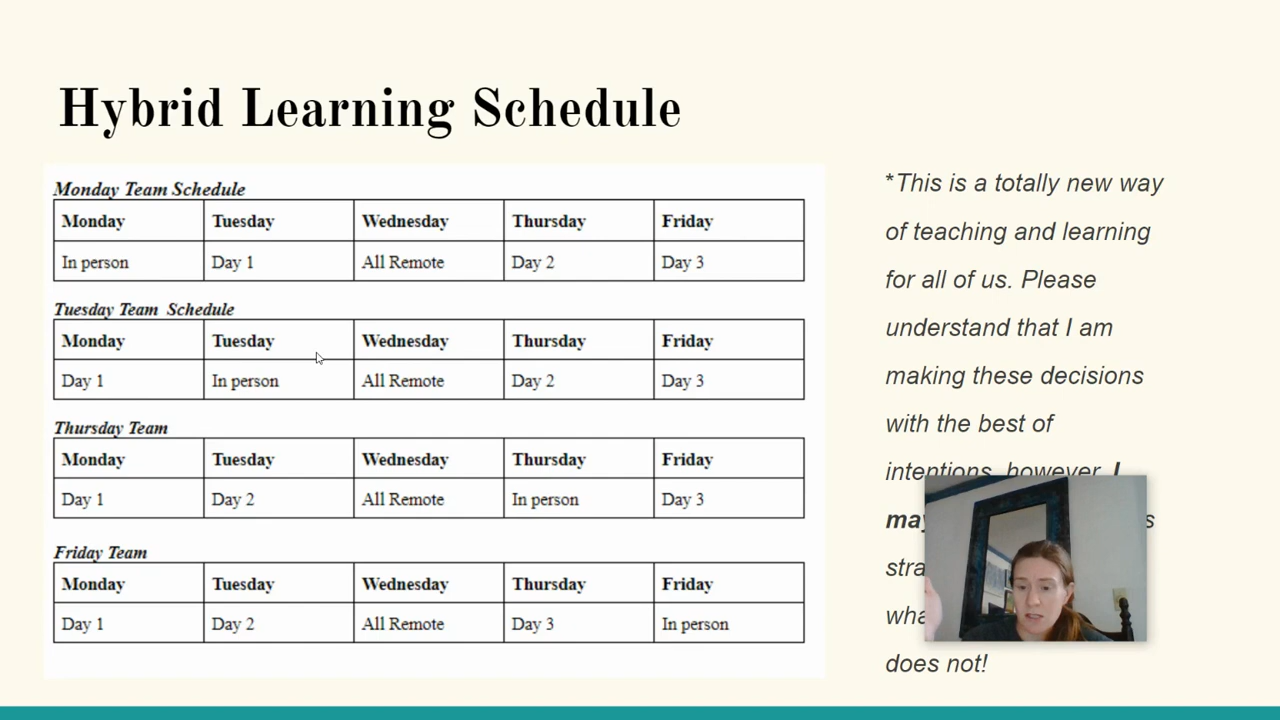 Hybrid Learning Schedule
Monday Team Schedule
Monday Tuesday Wednesday Thursday Friday
In person Day 1 All Remote Day 2 Day 3
Tuesday Team Schedule
Monday Tuesday Wednesday Thursday Friday
Day 1 In person All Remote Day 2 Day 3
Thursday Team
Monday Tuesday Wednesday Thursday Friday
Day 1 Day 2 All Remote In person Day 3
Friday Team
Monday Tuesday Wednesday Thursday Friday
Day 1 Day 2 All Remote Day 3 In person
*This is a totally new way
of teaching and learning
for all of us. Please
understand that I am
making these decisions
with the best of
intentions, however, I
does not!